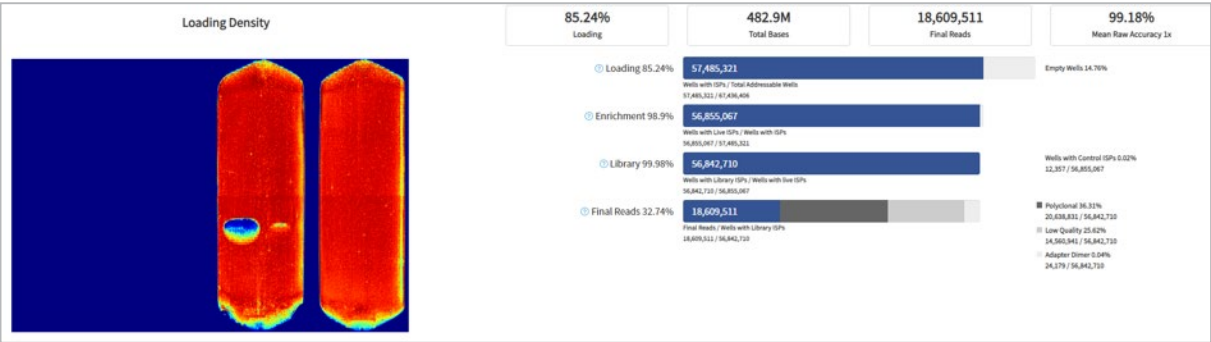 Loading Density
85.24%
Loading
482.9M
Total Bases
18,609,511
Final Reads
99.18%
Mean Raw Accuracy 1x
Loading 85.24%
57,485,321
Empty Wells 14.76%
Wells with ISPs / Total Addressable Wells
57,485,321 / 67,436,406
Enrichment 98.9%
56,855,067
Wells with Live ISPs / Wells with ISPs
56,855,067 / 57,485,321
Library 99.98%
56,842,710
Wells with Library ISPs / Wells with live ISPs
56,842,710 / 56,855,067
Wells with Control ISPs 0.02%
12,357 / 56,855,067
Final Reads 32.74%
18,609,511
Final Reads / Wells with Library ISPs
18,609,511 / 56,842,710
Polyclonal 36.31%
20,638,831 / 56,842,710
Low Quality 25.62%
14,560,941 / 56,842,710
Adapter Dimer 0.04%
24,179 / 56,842,710